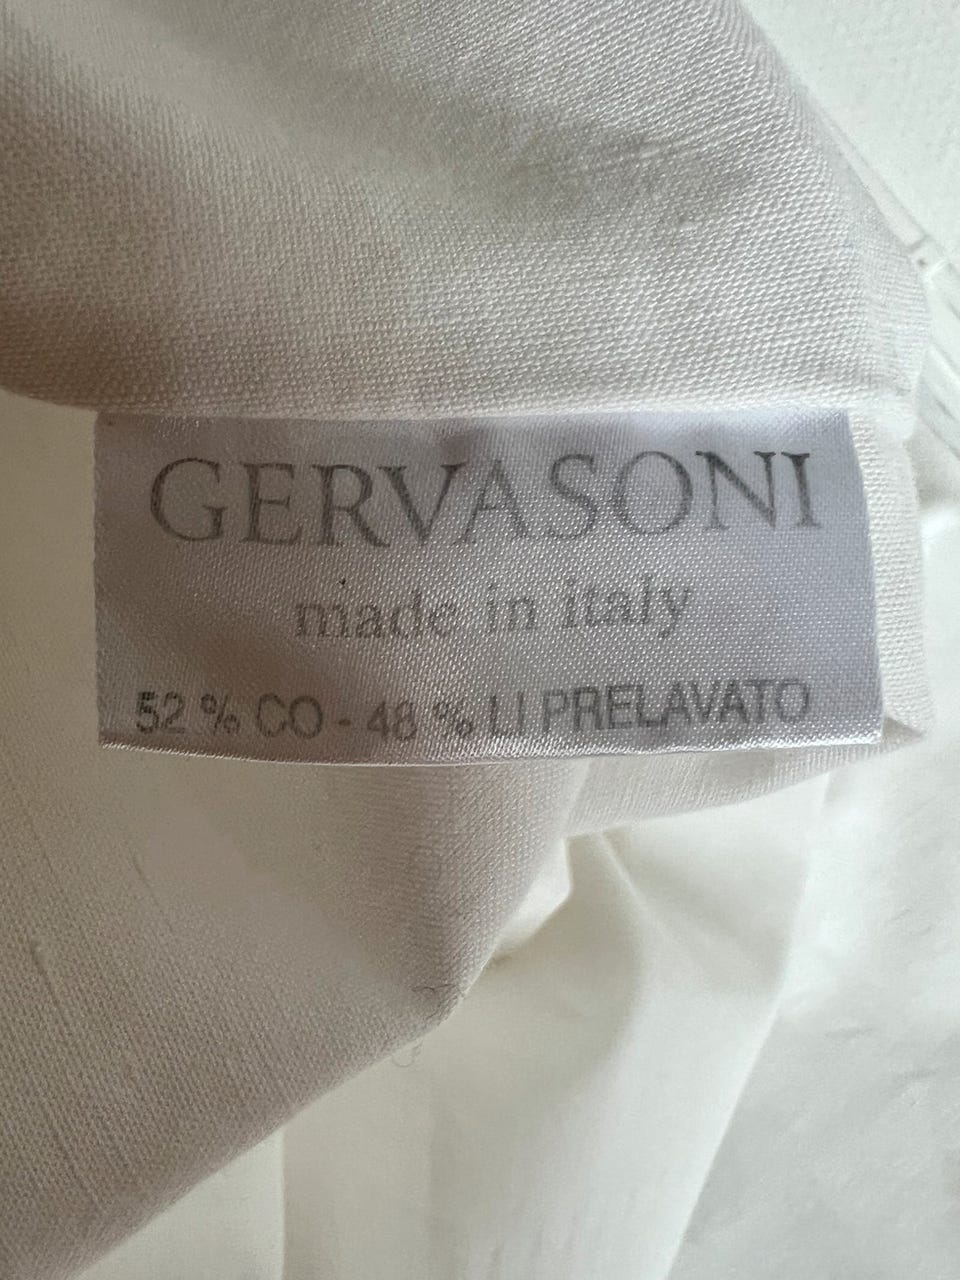 GERVASONI
made in italy
52 % CO - 48 % LI PRELAVATO